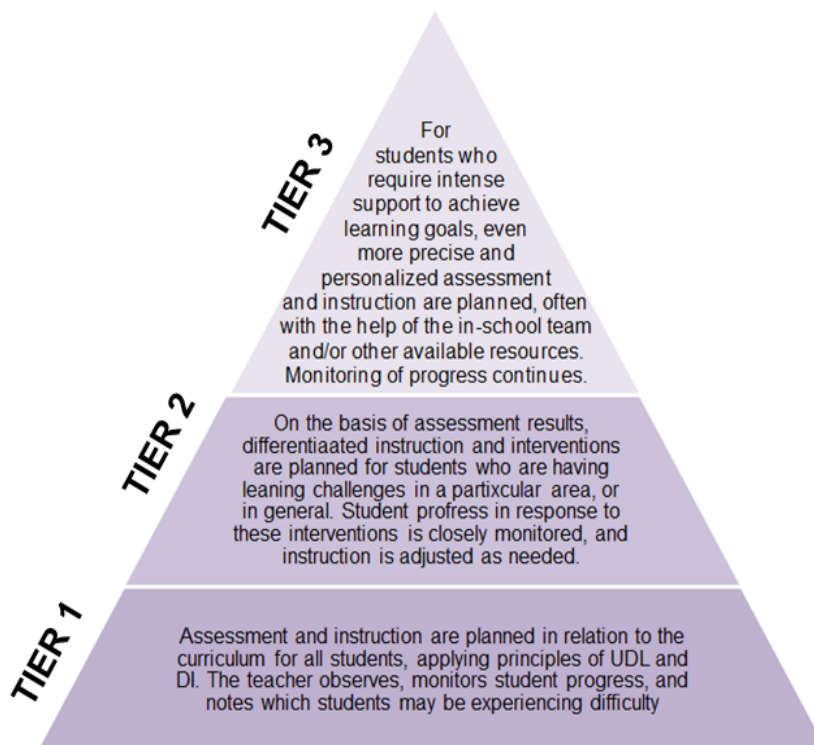 TIER 3
For
students who
require intense
support to achieve
learning goals, even
more precise and
personalized assessment
and instruction are planned, often
with the help of the in-school team
and/or other available resources.
Monitoring of progress continues.
TIER 2
On the basis of assessment results,
differentiaated instruction and interventions
are planned for students who are having
leaning challenges in a partixcular area, or
in general. Student profress in response to
these interventions is closely monitored, and
instruction is adjusted as needed.
TIER 1
Assessment and instruction are planned in relation to the
curriculum for all students, applying principles of UDL and
DI. The teacher observes, monitors student progress, and
notes which students may be experiencing difficulty